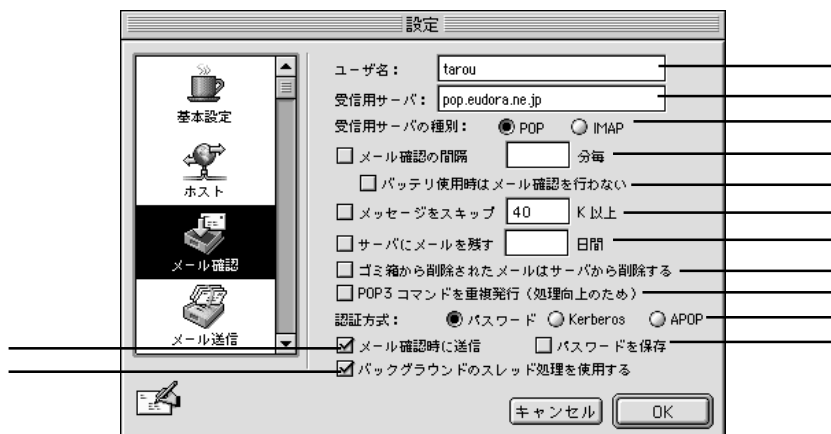 設定
基本設定
ホスト
メール確認
メール送信
ユーザ名： tarou
受信用サーバ： pop.eudora.ne.jp
受信用サーバの種別： POP IMAP
メール確認の間隔 分毎
バッテリ使用時はメール確認を行わない
メッセージをスキップ 40 K 以上
サーバにメールを残す 日間
ゴミ箱から削除されたメールはサーバから削除する
POP3 コマンドを重複発行（処理向上のため）
認証方式： パスワード Kerberos APOP
メール確認時に送信 パスワードを保存
バックグラウンドのスレッド処理を使用する
キャンセル OK